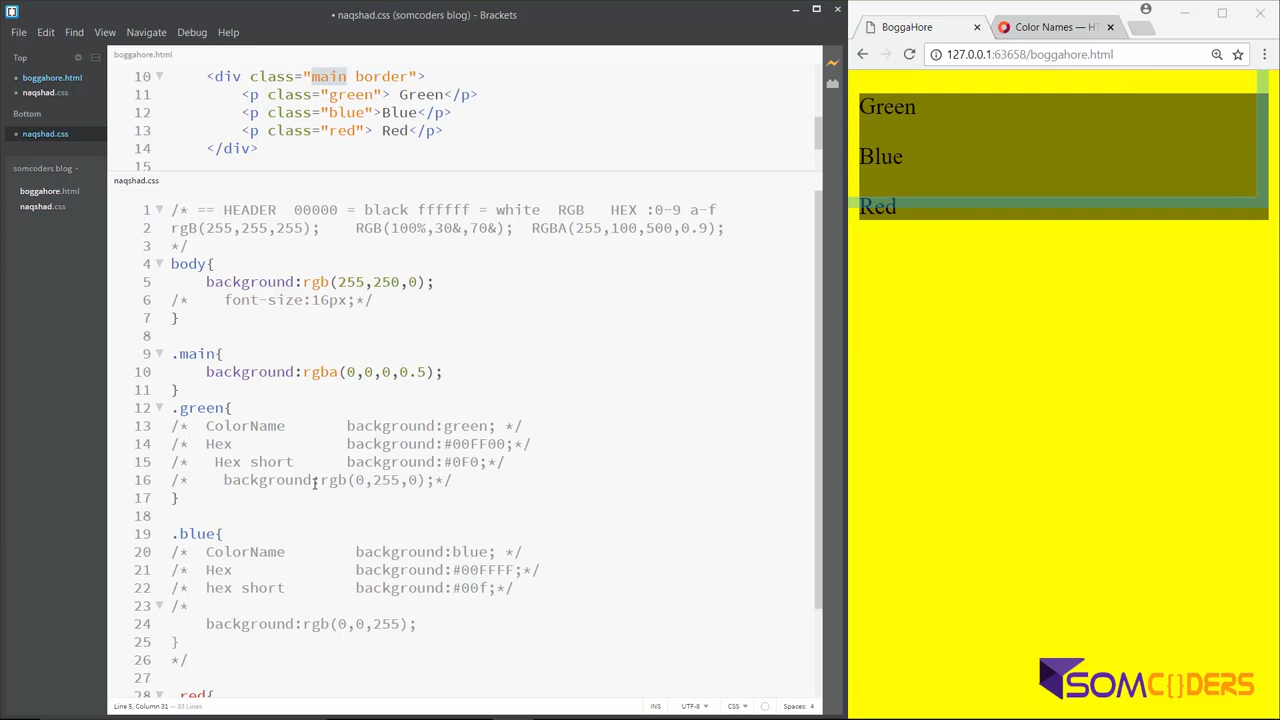 • naqshad.css (somcoders blog) - Brackets
File Edit Find View Navigate Debug Help
Top
boggahore.html
naqshad.css
Bottom
naqshad.css
somcoders blog
boggahore.html
naqshad.css
boggahore.html
10 <div class="main border">
11 <p class="green"> Green</p>
12 <p class="blue">Blue</p>
13 <p class="red"> Red</p>
14 </div>
15
naqshad.css
1 /* == HEADER 00000 = black ffffff = white RGB HEX :0-9 a-f
2 rgB(255,255,255); RGB(100%,30&,70&); RGBA(255,100,500,0.9);
3 */
4 body{
5 background:rgb(255,250,0);
6 /* font-size:16px;*/
7 }
8
9 .main{
10 background:rgba(0,0,0,0.5);
11 }
12 .green{
13 /* ColorName background:green; */
14 /* Hex background:#00FF00;*/
15 /* Hex short background:#0F0;*/
16 /* background:rgb(0,255,0);*/
17 }
18
19 .blue{
20 /* ColorName background:blue; */
21 /* Hex background:#00FFFF;*/
22 /* hex short background:#00f;*/
23 /*
24 background:rgb(0,0,255);
25 }
26 */
27
28 .red{
Line 5, Column 31 — 33 Lines
INS UTF-8 CSS Spaces: 4
BoggaHore
Color Names — HT
127.0.0.1:63658/boggahore.html
Green
Blue
Red
SOMC{}DERS